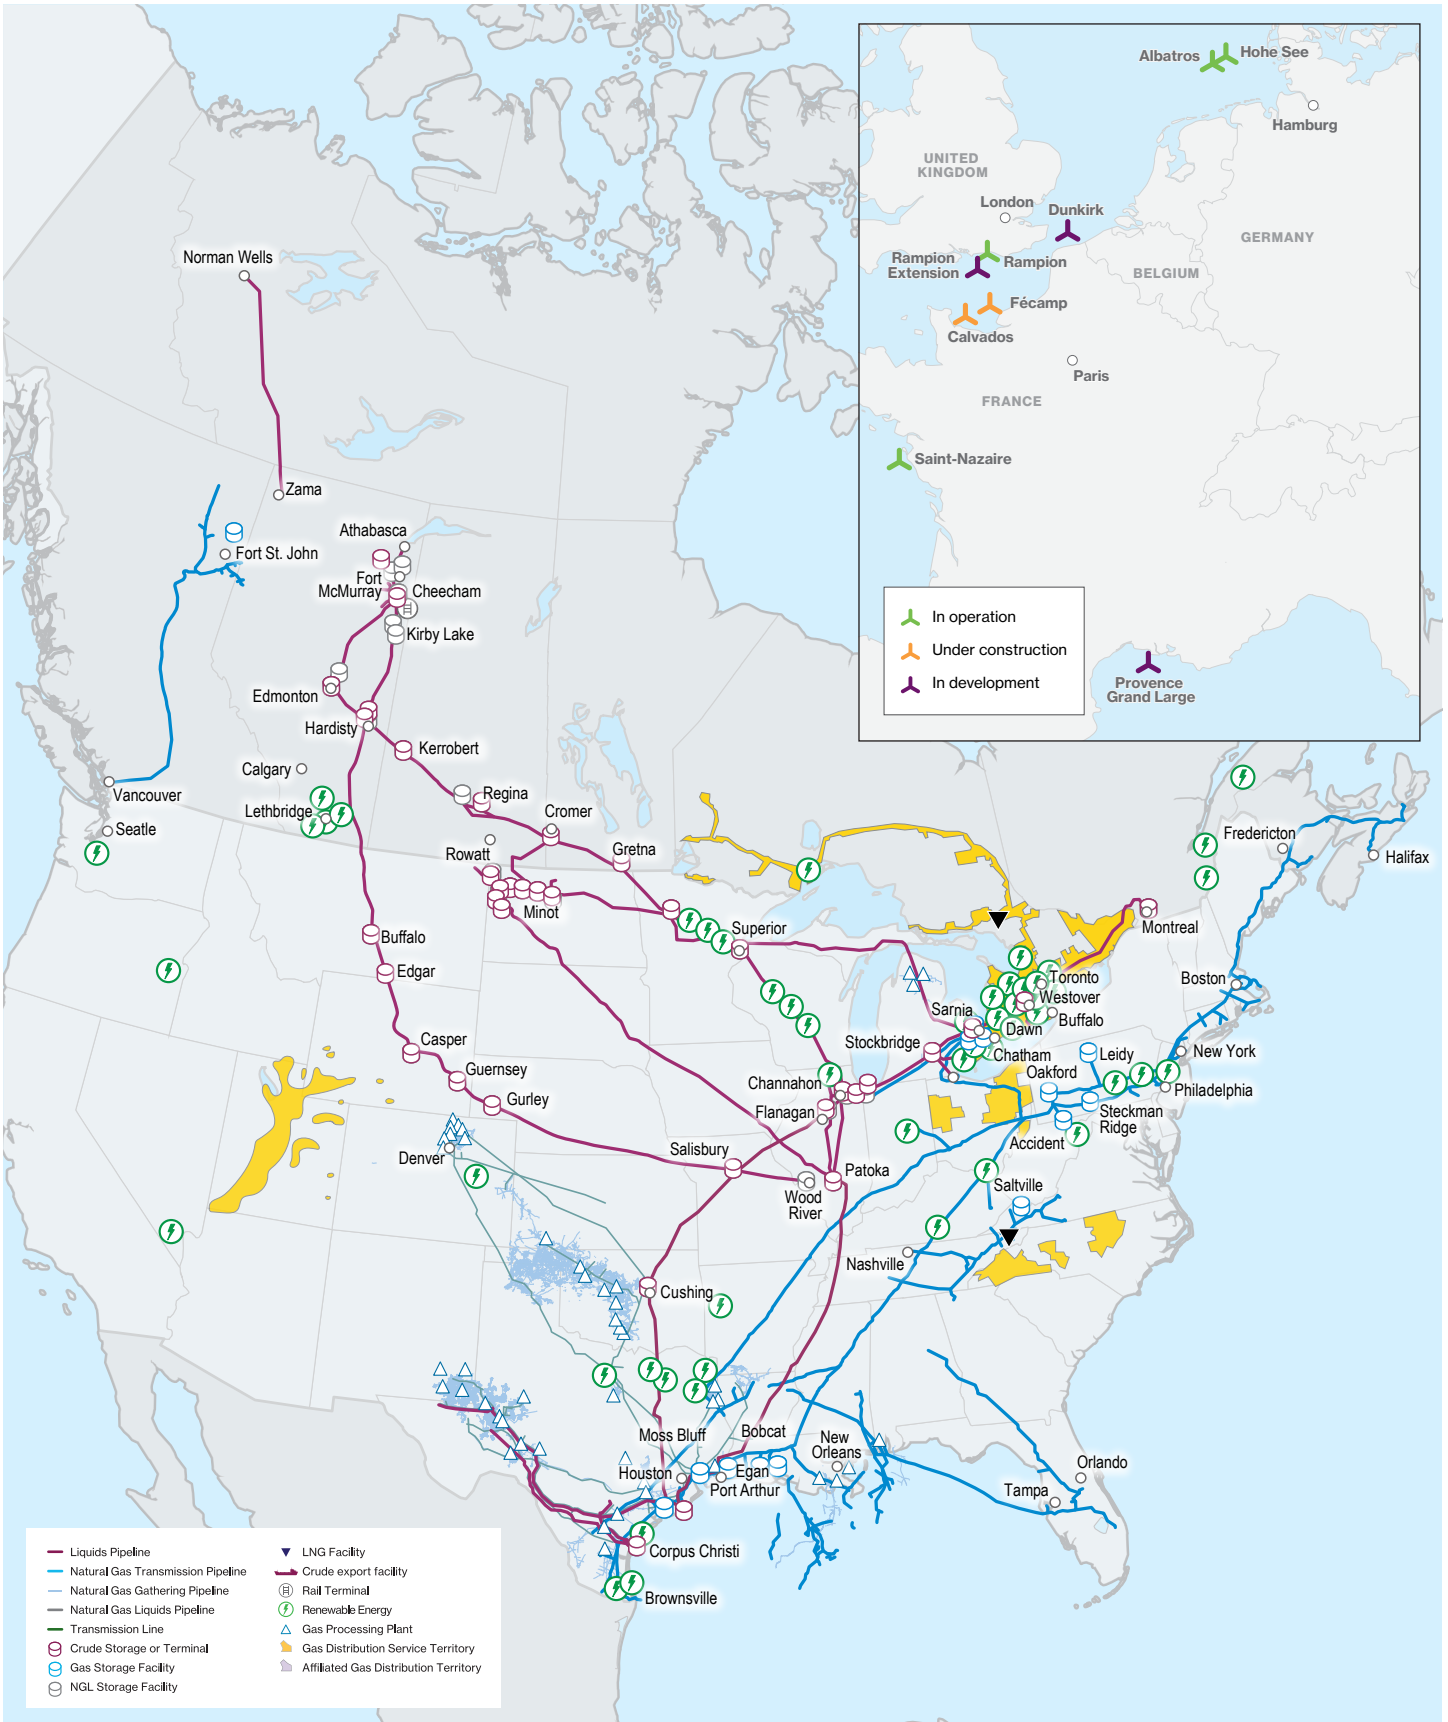 Albatros
Hohe See
Hamburg
UNITED
KINGDOM
London
Dunkirk
GERMANY
Rampion
Extension
Rampion
BELGIUM
Fécamp
Calvados
Paris
FRANCE
Saint-Nazaire
In operation
Under construction
In development
Provence
Grand Large
Norman Wells
Zama
Athabasca
Fort St. John
Fort
McMurray
Cheecham
Kirby Lake
Edmonton
Hardisty
Kerrobert
Calgary
Vancouver
Lethbridge
Regina
Seatle
Cromer
Rowatt
Gretna
Fredericton
Halifax
Minot
Superior
Montreal
Buffalo
Edgar
Toronto
Boston
Westover
Sarnia
Buffalo
Dawn
Casper
Stockbridge
Chatham
Leidy
New York
Guernsey
Oakford
Channahon
Philadelphia
Gurley
Flanagan
Steckman
Ridge
Accident
Denver
Salisbury
Patoka
Saltville
Wood
River
Nashville
Cushing
Moss Bluff
Bobcat
New
Orleans
Houston
Egan
Port Arthur
Orlando
Tampa
Corpus Christi
Brownsville
Liquids Pipeline
Natural Gas Transmission Pipeline
Natural Gas Gathering Pipeline
Natural Gas Liquids Pipeline
Transmission Line
Crude Storage or Terminal
Gas Storage Facility
NGL Storage Facility
LNG Facility
Crude export facility
Rail Terminal
Renewable Energy
Gas Processing Plant
Gas Distribution Service Territory
Affiliated Gas Distribution Territory